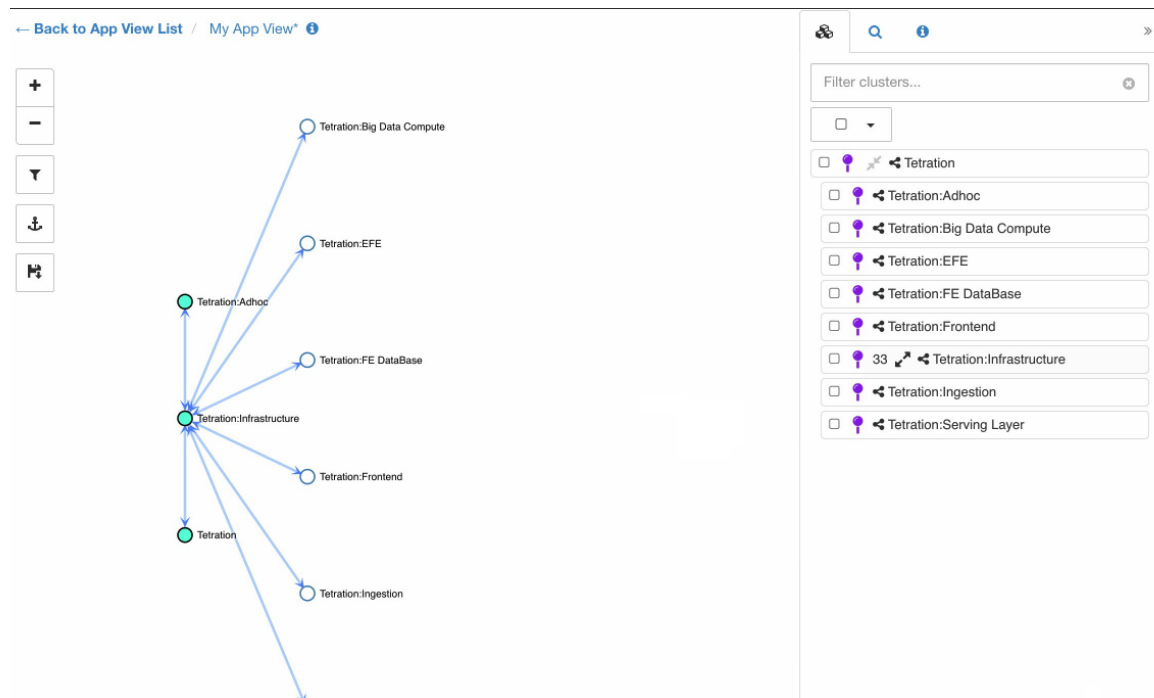 ← Back to App View List / My App View*
Tetration:Big Data Compute
Tetration:EFE
Tetration:Adhoc
Tetration:FE DataBase
Tetration:Infrastructure
Tetration:Frontend
Tetration
Tetration:Ingestion
Filter clusters...
Tetration
Tetration:Adhoc
Tetration:Big Data Compute
Tetration:EFE
Tetration:FE DataBase
Tetration:Frontend
33 Tetration:Infrastructure
Tetration:Ingestion
Tetration:Serving Layer